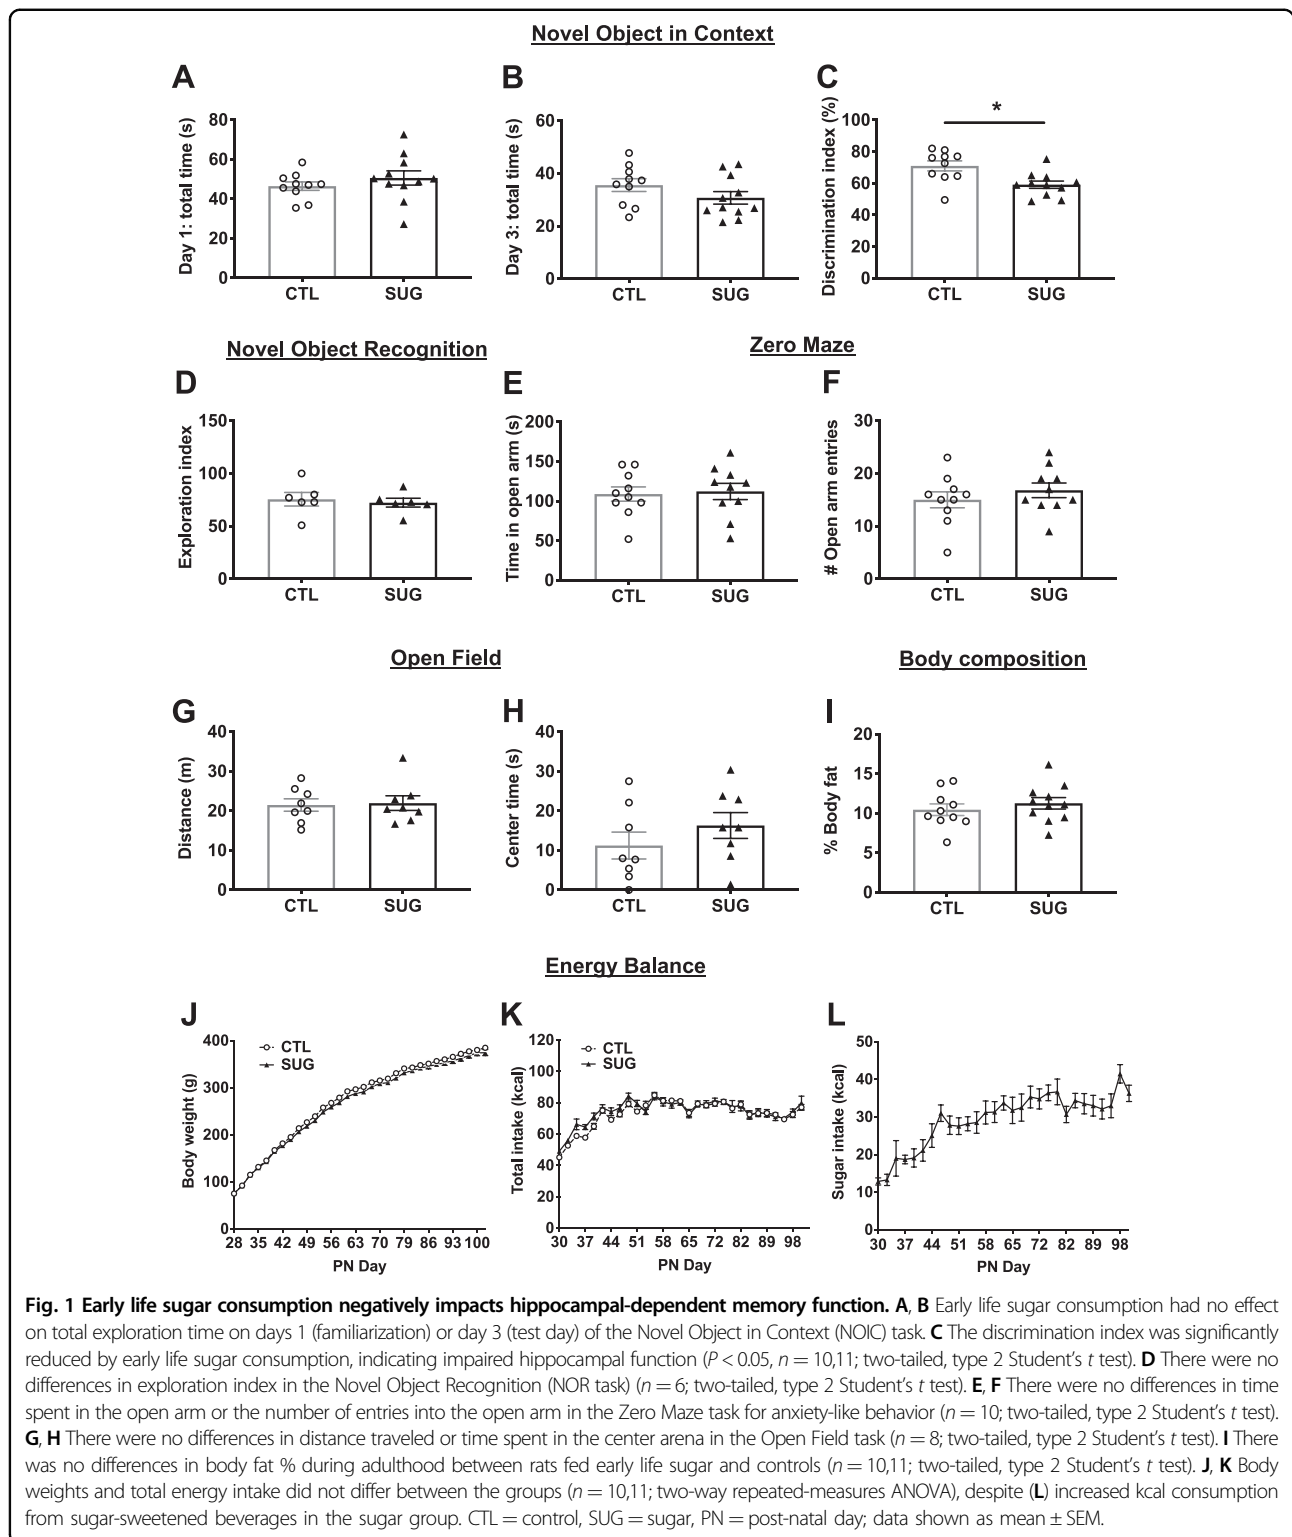 Novel Object in Context
A
B
C
Day 1: total time (s)
80
60
40
20
0
CTL
SUG
Day 3: total time (s)
60
40
20
0
CTL
SUG
Discrimination index (%)
100
80
60
40
20
0
*
CTL
SUG
Novel Object Recognition
Zero Maze
D
E
F
Exploration index
150
100
50
0
CTL
SUG
Time in open arm (s)
200
150
100
50
0
CTL
SUG
# Open arm entries
30
20
10
0
CTL
SUG
Open Field
Body composition
G
H
I
Distance (m)
40
30
20
10
0
CTL
SUG
Center time (s)
40
30
20
10
0
CTL
SUG
% Body fat
20
15
10
5
0
CTL
SUG
Energy Balance
J
K
L
Body weight (g)
400
300
200
100
0
CTL
SUG
28 35 42 49 56 63 70 79 86 93 100
PN Day
Total intake (kcal)
120
100
80
60
40
20
0
CTL
SUG
30 37 44 51 58 65 72 82 89 98
PN Day
Sugar intake (kcal)
50
40
30
20
10
0
30 37 44 51 58 65 72 82 89 98
PN Day
Fig. 1 Early life sugar consumption negatively impacts hippocampal-dependent memory function. A, B Early life sugar consumption had no effect
on total exploration time on days 1 (familiarization) or day 3 (test day) of the Novel Object in Context (NOIC) task. C The discrimination index was significantly
reduced by early life sugar consumption, indicating impaired hippocampal function (P < 0.05, n = 10,11; two-tailed, type 2 Student's t test). D There were no
differences in exploration index in the Novel Object Recognition (NOR task) (n = 6; two-tailed, type 2 Student's t test). E, F There were no differences in time
spent in the open arm or the number of entries into the open arm in the Zero Maze task for anxiety-like behavior (n = 10; two-tailed, type 2 Student's t test).
G, H There were no differences in distance traveled or time spent in the center arena in the Open Field task (n = 8; two-tailed, type 2 Student's t test). I There
was no differences in body fat % during adulthood between rats fed early life sugar and controls (n = 10,11; two-tailed, type 2 Student's t test). J, K Body
weights and total energy intake did not differ between the groups (n = 10,11; two-way repeated-measures ANOVA), despite (L) increased kcal consumption
from sugar-sweetened beverages in the sugar group. CTL = control, SUG = sugar, PN = post-natal day; data shown as mean ± SEM.